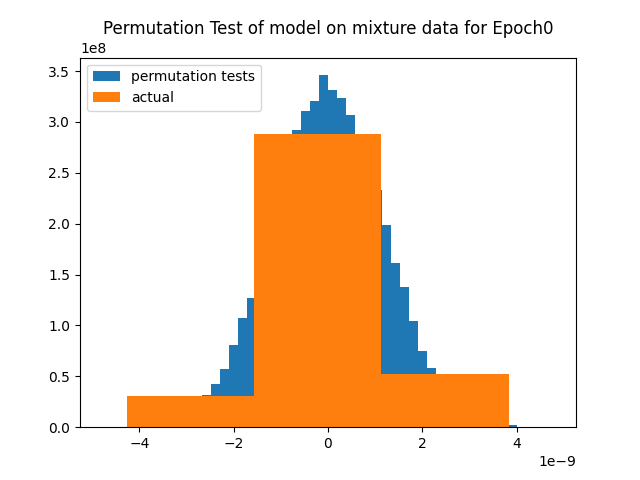 Permutation Test of model on mixture data for Epoch0
1e8
permutation tests
actual
3.5
3.0
2.5
2.0
1.5
1.0
0.5
0.0
−4 −2 0 2 4
1e−9